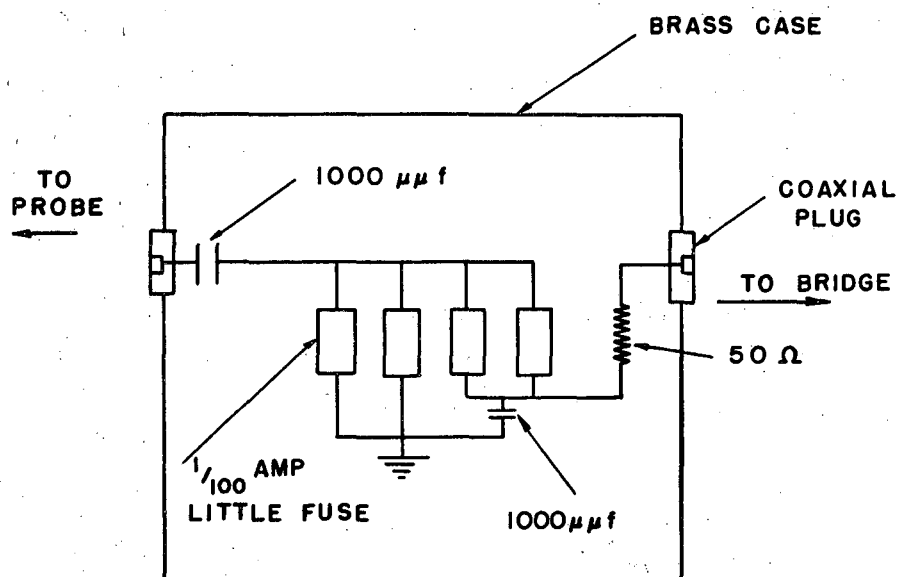 BRASS CASE
TO
PROBE
1000 μμf
COAXIAL
PLUG
TO BRIDGE
50 Ω
1/100 AMP
LITTLE FUSE
1000μμf